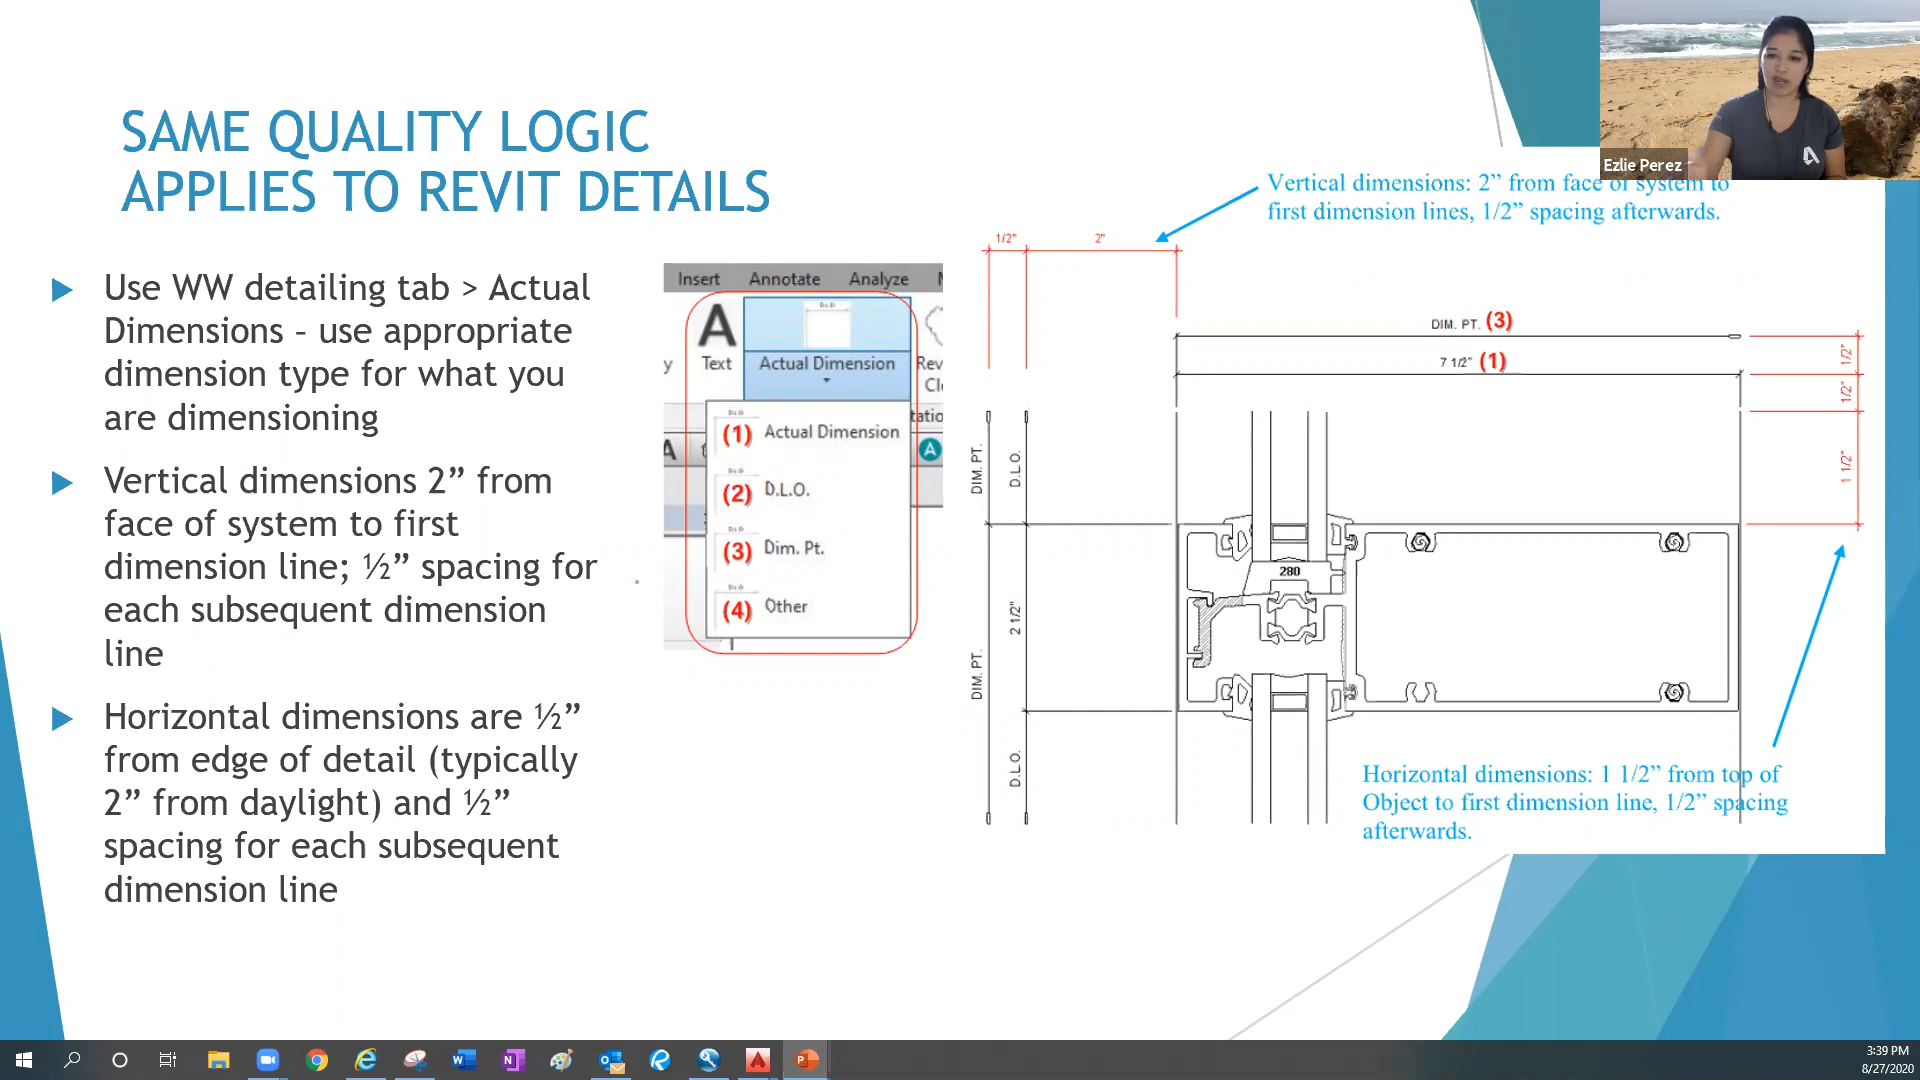 SAME QUALITY LOGIC
APPLIES TO REVIT DETAILS
Use WW detailing tab > Actual
Dimensions – use appropriate
dimension type for what you
are dimensioning
Vertical dimensions 2” from
face of system to first
dimension line; ½” spacing for
each subsequent dimension
line
Horizontal dimensions are ½”
from edge of detail (typically
2” from daylight) and ½”
spacing for each subsequent
dimension line
Insert Annotate Analyze
Text Actual Dimension Rev
Cl
tatio
(1) Actual Dimension
(2) D.L.O.
(3) Dim. Pt.
(4) Other
Ezlie Perez
Vertical dimensions: 2” from face of system to
first dimension lines, 1/2” spacing afterwards.
1/2" 2"
DIM. PT. (3)
7 1/2" (1)
1/2"
1/2"
1 1/2"
DIM. PT.
D.L.O.
280
2 1/2"
DIM. PT.
D.L.O.
Horizontal dimensions: 1 1/2” from top of
Object to first dimension line, 1/2” spacing
afterwards.
3:39 PM
8/27/2020